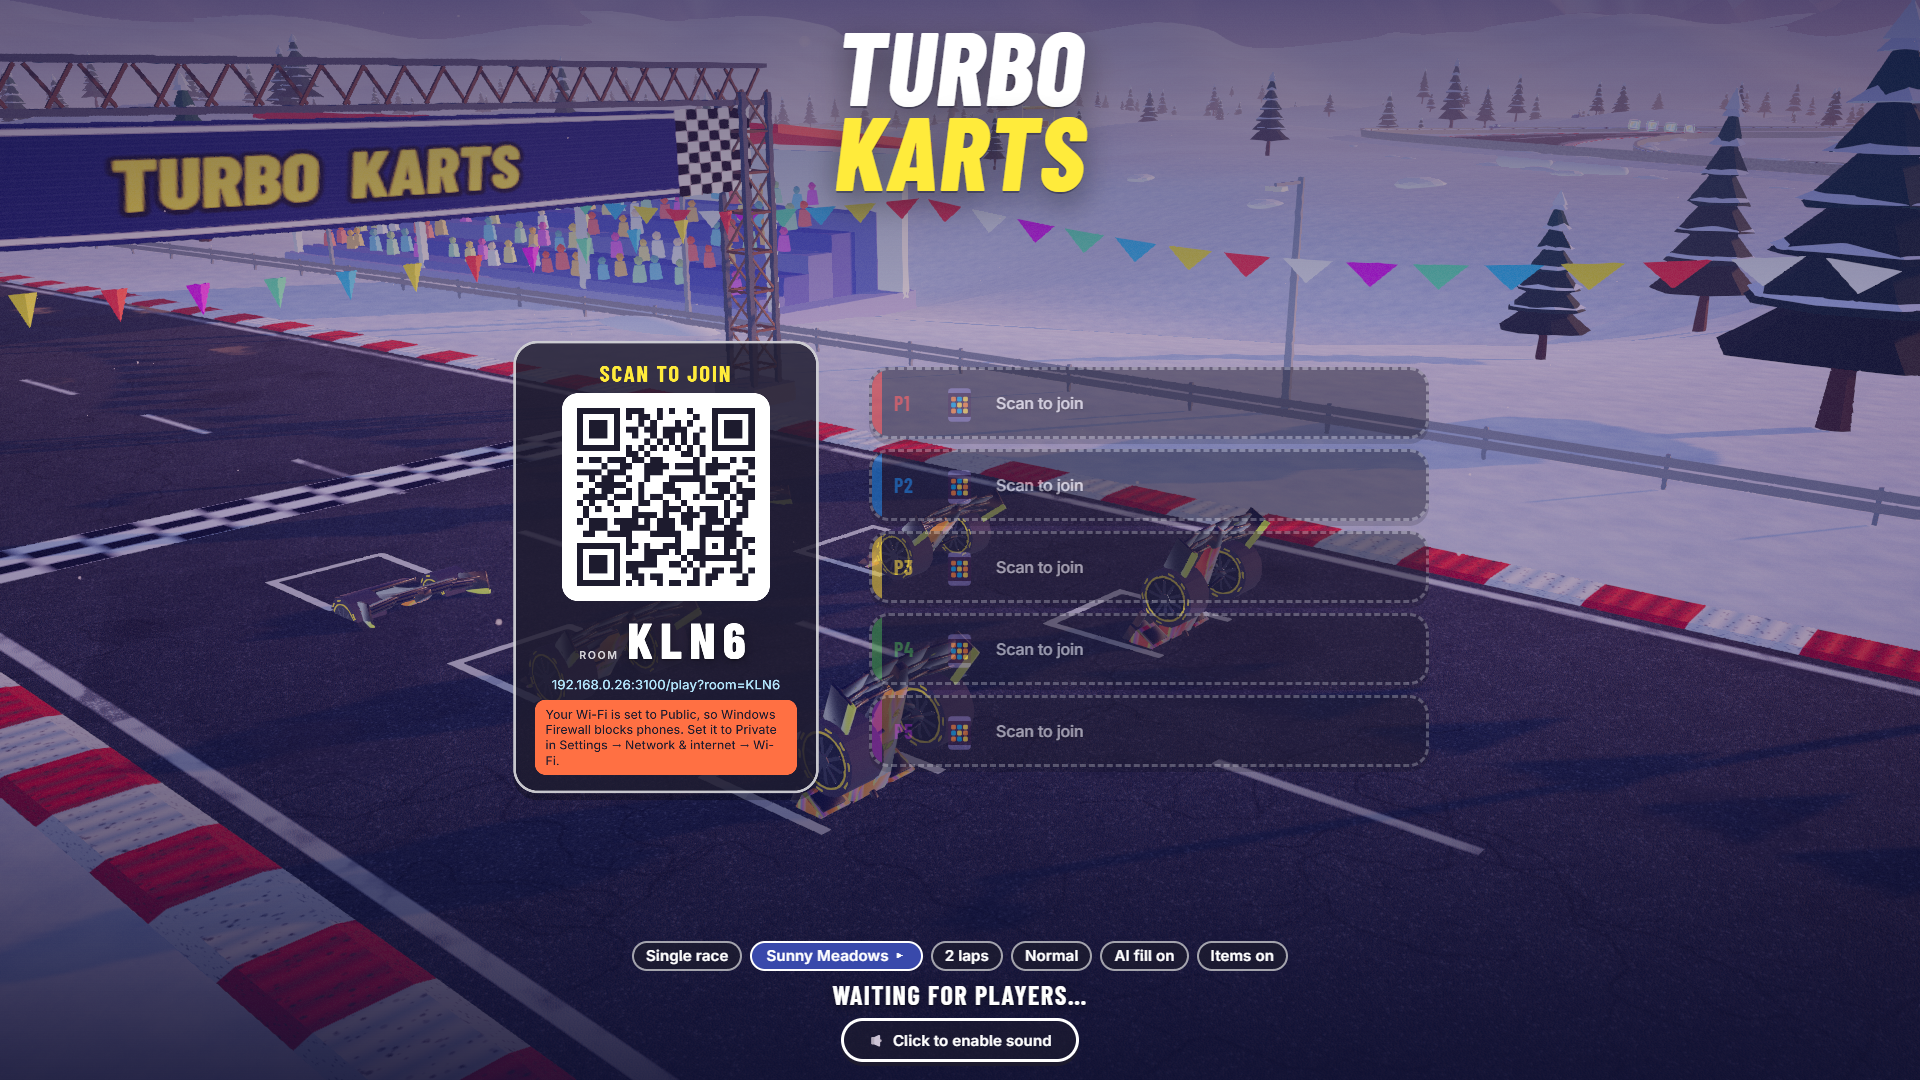 TURBO
KARTS
TURBO KARTS
SCAN TO JOIN
ROOM KLN6
192.168.0.26:3100/play?room=KLN6
Your Wi-Fi is set to Public, so Windows
Firewall blocks phones. Set it to Private
in Settings → Network & internet → Wi-
Fi.
P1 Scan to join
P2 Scan to join
P3 Scan to join
P4 Scan to join
P5 Scan to join
Single race
Sunny Meadows ▸
2 laps
Normal
AI fill on
Items on
WAITING FOR PLAYERS...
Click to enable sound